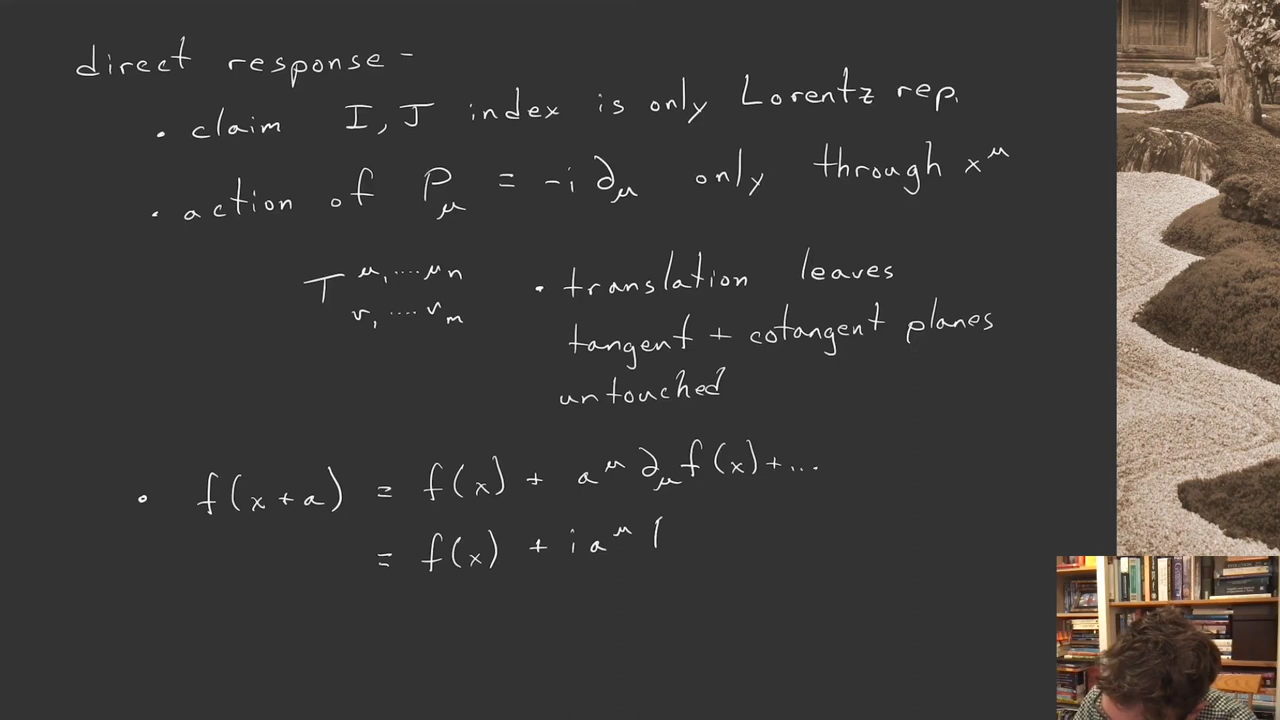 direct response -
• claim I, J index is only Lorentz rep.
• action of P_μ = -i ∂_μ only through x^μ
T^{μ_1 .... μ_n}_{ν_1 .... ν_m}
• translation leaves
tangent + cotangent planes
untouched
• f(x+a) = f(x) + a^μ ∂_μ f(x) + ...
= f(x) + i a^μ